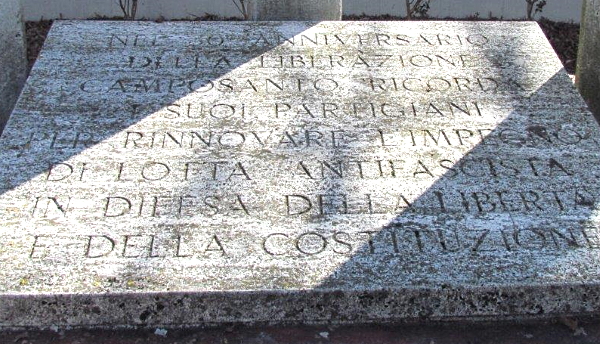 NEL ANNIVERSARIO
DELLA LIBERAZIONE
CAMPOSANTO RICORDA
I SUOI PARTIGIANI
PER RINNOVARE L'IMPEGNO
DI LOTTA ANTIFASCISTA
IN DIFESA DELLA LIBERTA
E DELLA COSTITUZIONE